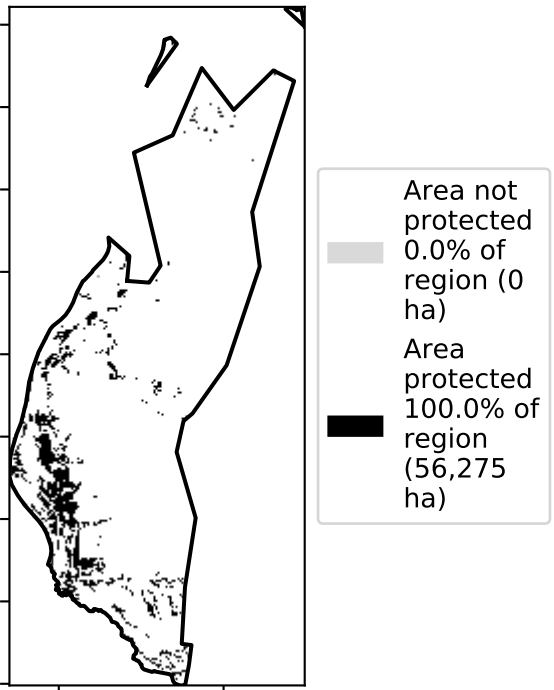 Area not
protected
0.0% of
region (0
ha)
Area
protected
100.0% of
region
(56,275
ha)